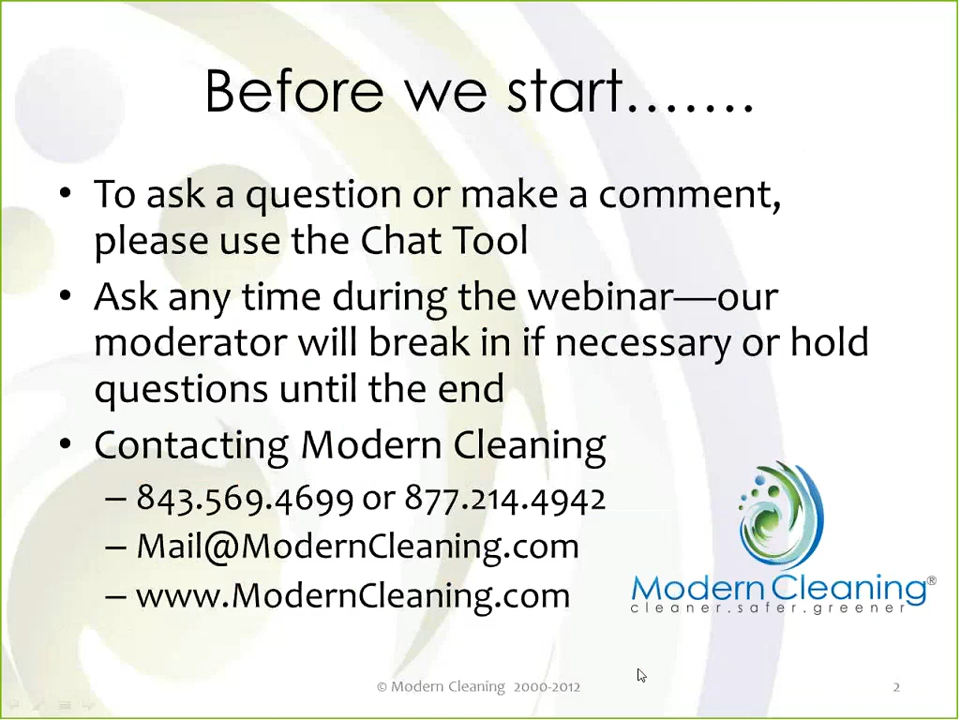 Before we start.......
• To ask a question or make a comment,
please use the Chat Tool
• Ask any time during the webinar—our
moderator will break in if necessary or hold
questions until the end
• Contacting Modern Cleaning
– 843.569.4699 or 877.214.4942
– Mail@ModernCleaning.com
– www.ModernCleaning.com
Modern Cleaning®
cleaner.safer.greener
© Modern Cleaning 2000-2012
2